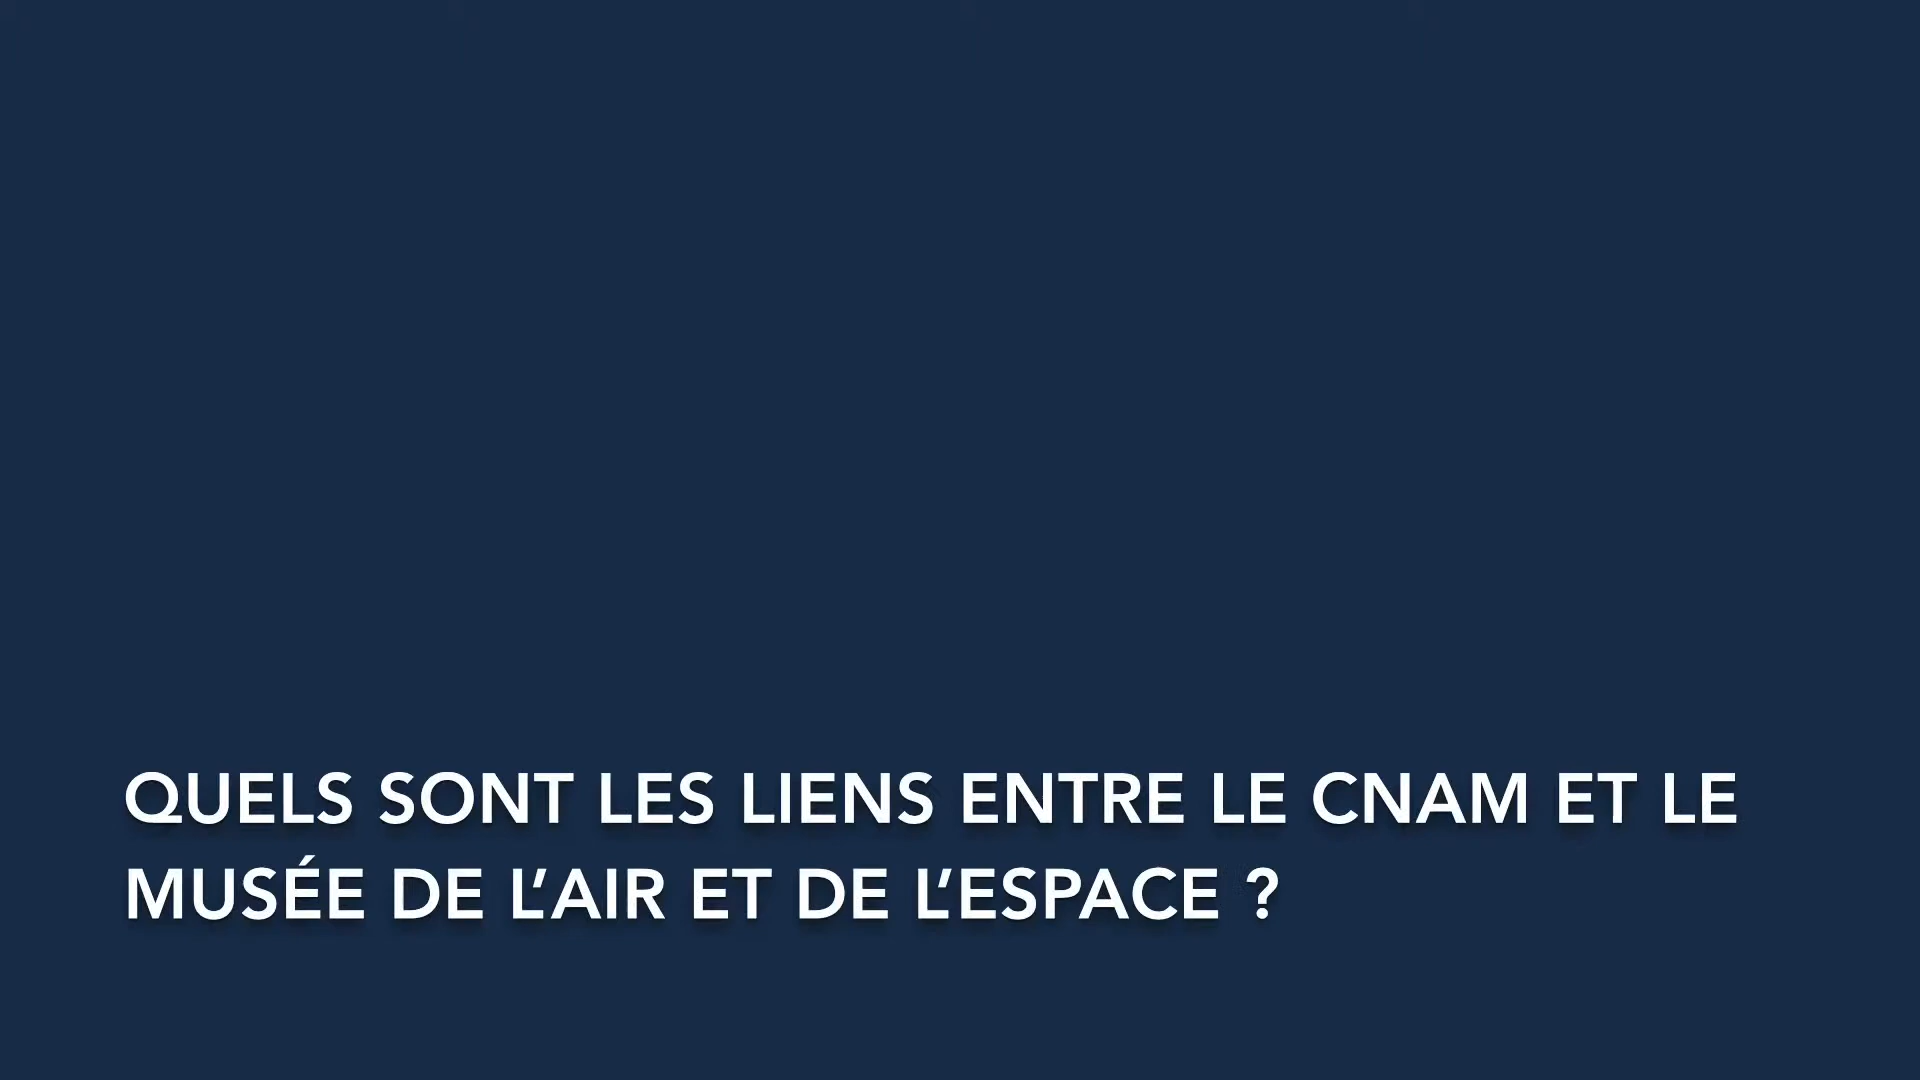 QUELS SONT LES LIENS ENTRE LE CNAM ET LE
MUSÉE DE L’AIR ET DE L’ESPACE ?